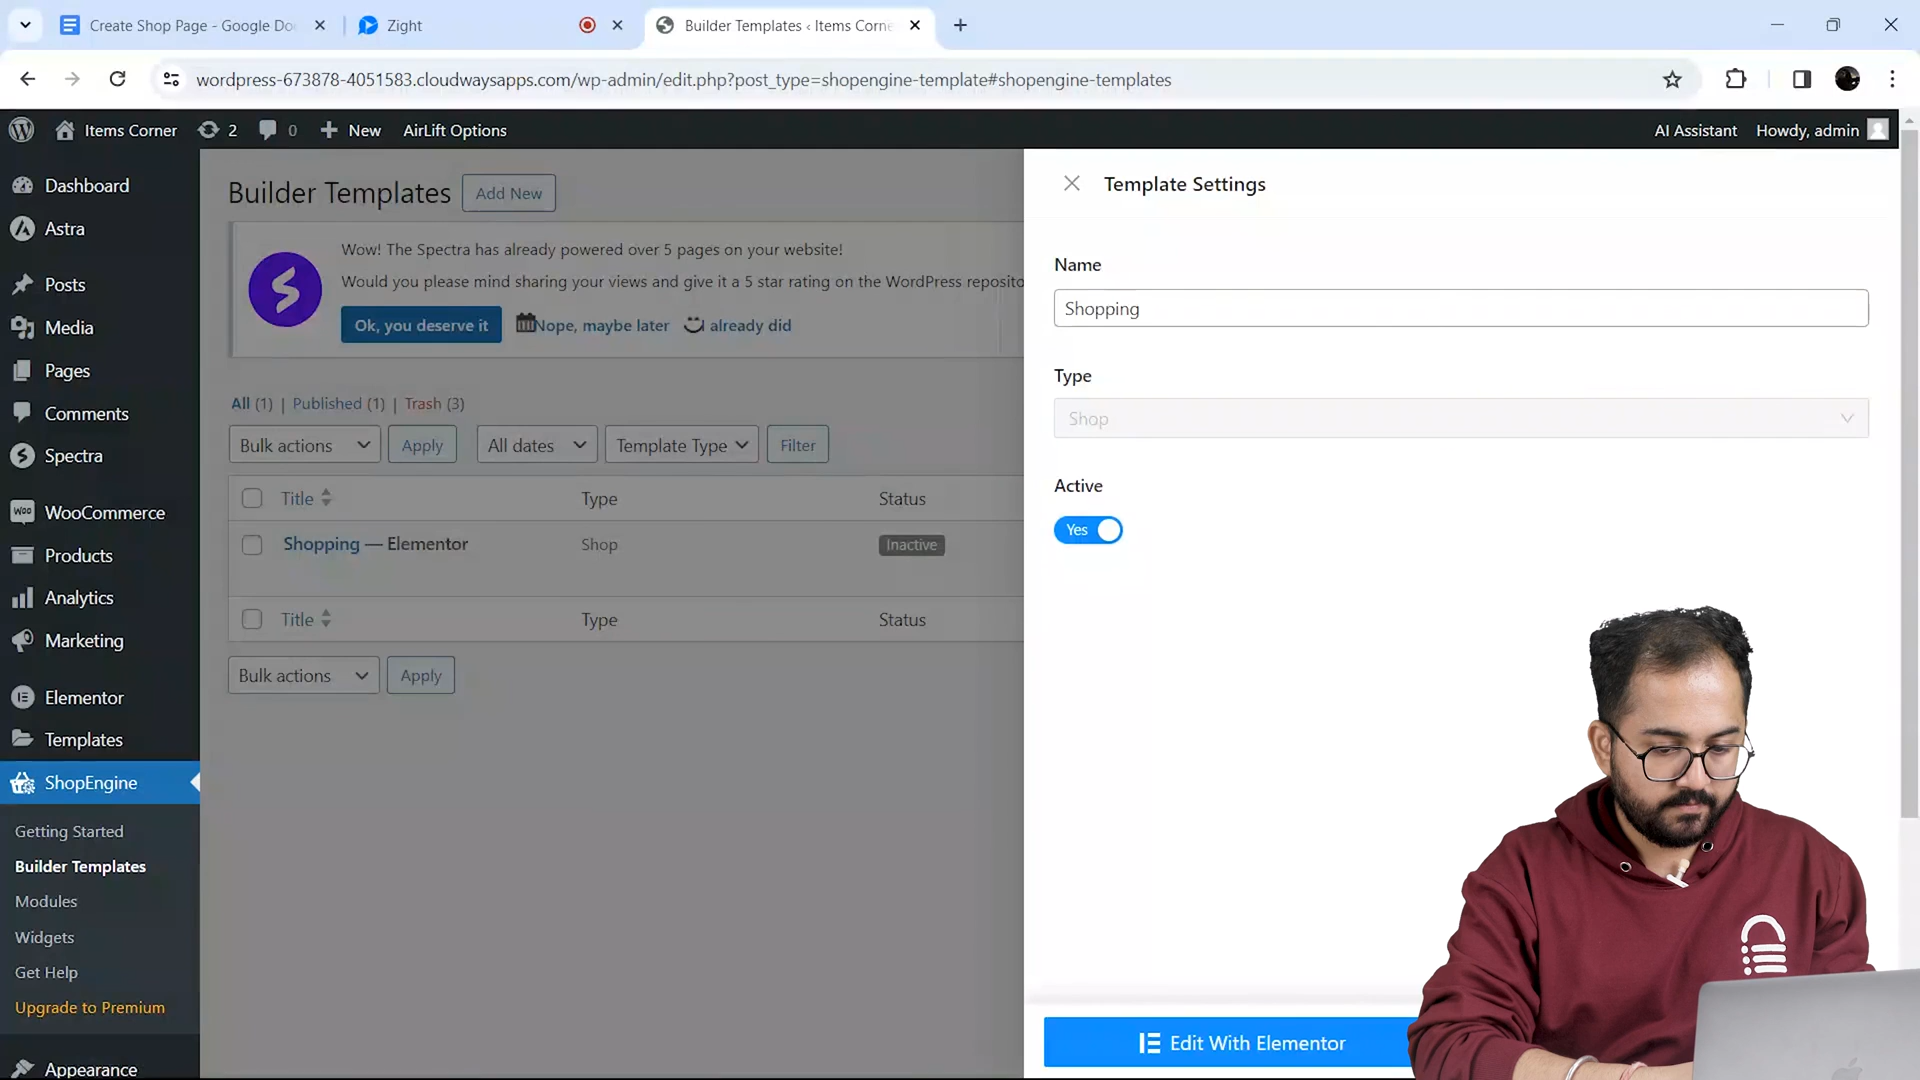 Create Shop Page - Google Do
Zight
Builder Templates ‹ Items Corne
wordpress-673878-4051583.cloudwaysapps.com/wp-admin/edit.php?post_type=shopengine-template#shopengine-templates
Items Corner
2
0
New
AirLift Options
AI Assistant
Howdy, admin
Dashboard
Astra
Posts
Media
Pages
Comments
Spectra
WooCommerce
Products
Analytics
Marketing
Elementor
Templates
ShopEngine
Getting Started
Builder Templates
Modules
Widgets
Get Help
Upgrade to Premium
Appearance
Builder Templates
Add New
Wow! The Spectra has already powered over 5 pages on your website!
Would you please mind sharing your views and give it a 5 star rating on the WordPress reposito
Ok, you deserve it
Nope, maybe later
already did
All (1) | Published (1) | Trash (3)
Bulk actions
Apply
All dates
Template Type
Filter
Title
Type
Status
Shopping — Elementor
Shop
Inactive
Title
Type
Status
Bulk actions
Apply
Template Settings
Name
Shopping
Type
Shop
Active
Yes
Edit With Elementor